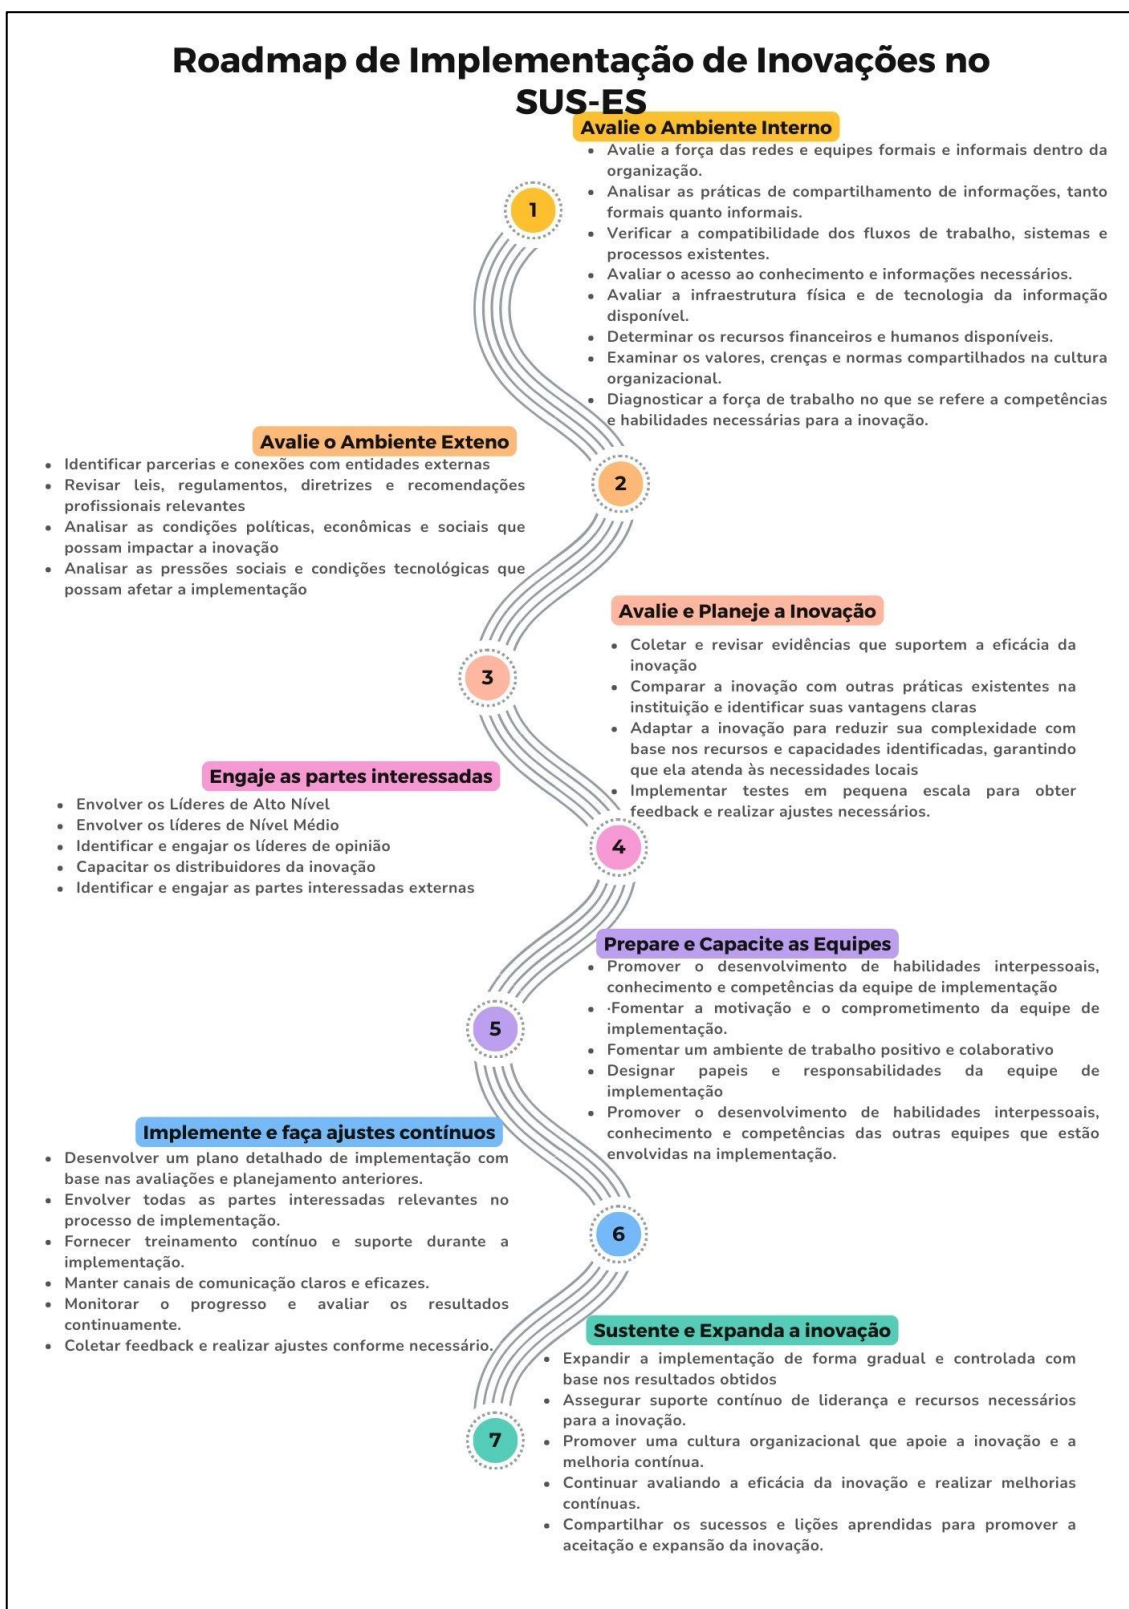 Roadmap de Implementação de Inovações no
SUS-ES
Avalie o Ambiente Interno
• Avalie a força das redes e equipes formais e informais dentro da
organização.
• Analisar as práticas de compartilhamento de informações, tanto
formais quanto informais.
• Verificar a compatibilidade dos fluxos de trabalho, sistemas e
processos existentes.
• Avaliar o acesso ao conhecimento e informações necessários.
• Avaliar a infraestrutura física e de tecnologia da informação
disponível.
• Determinar os recursos financeiros e humanos disponíveis.
• Examinar os valores, crenças e normas compartilhados na cultura
organizacional.
• Diagnosticar a força de trabalho no que se refere a competências
e habilidades necessárias para a inovação.
1
Avalie o Ambiente Exteno
• Identificar parcerias e conexões com entidades externas
• Revisar leis, regulamentos, diretrizes e recomendações
profissionais relevantes
• Analisar as condições políticas, econômicas e sociais que
possam impactar a inovação
• Analisar as pressões sociais e condições tecnológicas que
possam afetar a implementação
2
Avalie e Planeje a Inovação
• Coletar e revisar evidências que suportem a eficácia da
inovação
• Comparar a inovação com outras práticas existentes na
instituição e identificar suas vantagens claras
• Adaptar a inovação para reduzir sua complexidade com
base nos recursos e capacidades identificadas, garantindo
que ela atenda às necessidades locais
• Implementar testes em pequena escala para obter
feedback e realizar ajustes necessários.
3
Engaje as partes interessadas
• Envolver os Líderes de Alto Nível
• Envolver os líderes de Nível Médio
• Identificar e engajar os líderes de opinião
• Capacitar os distribuidores da inovação
• Identificar e engajar as partes interessadas externas
4
Prepare e Capacite as Equipes
• Promover o desenvolvimento de habilidades interpessoais,
conhecimento e competências da equipe de implementação
• ·Fomentar a motivação e o comprometimento da equipe de
implementação.
• Fomentar um ambiente de trabalho positivo e colaborativo
• Designar papeis e responsabilidades da equipe de
implementação
• Promover o desenvolvimento de habilidades interpessoais,
conhecimento e competências das outras equipes que estão
envolvidas na implementação.
5
Implemente e faça ajustes contínuos
• Desenvolver um plano detalhado de implementação com
base nas avaliações e planejamento anteriores.
• Envolver todas as partes interessadas relevantes no
processo de implementação.
• Fornecer treinamento contínuo e suporte durante a
implementação.
• Manter canais de comunicação claros e eficazes.
• Monitorar o progresso e avaliar os resultados
continuamente.
• Coletar feedback e realizar ajustes conforme necessário.
6
Sustente e Expanda a inovação
• Expandir a implementação de forma gradual e controlada com
base nos resultados obtidos
• Assegurar suporte contínuo de liderança e recursos necessários
para a inovação.
• Promover uma cultura organizacional que apoie a inovação e a
melhoria contínua.
• Continuar avaliando a eficácia da inovação e realizar melhorias
contínuas.
• Compartilhar os sucessos e lições aprendidas para promover a
aceitação e expansão da inovação.
7